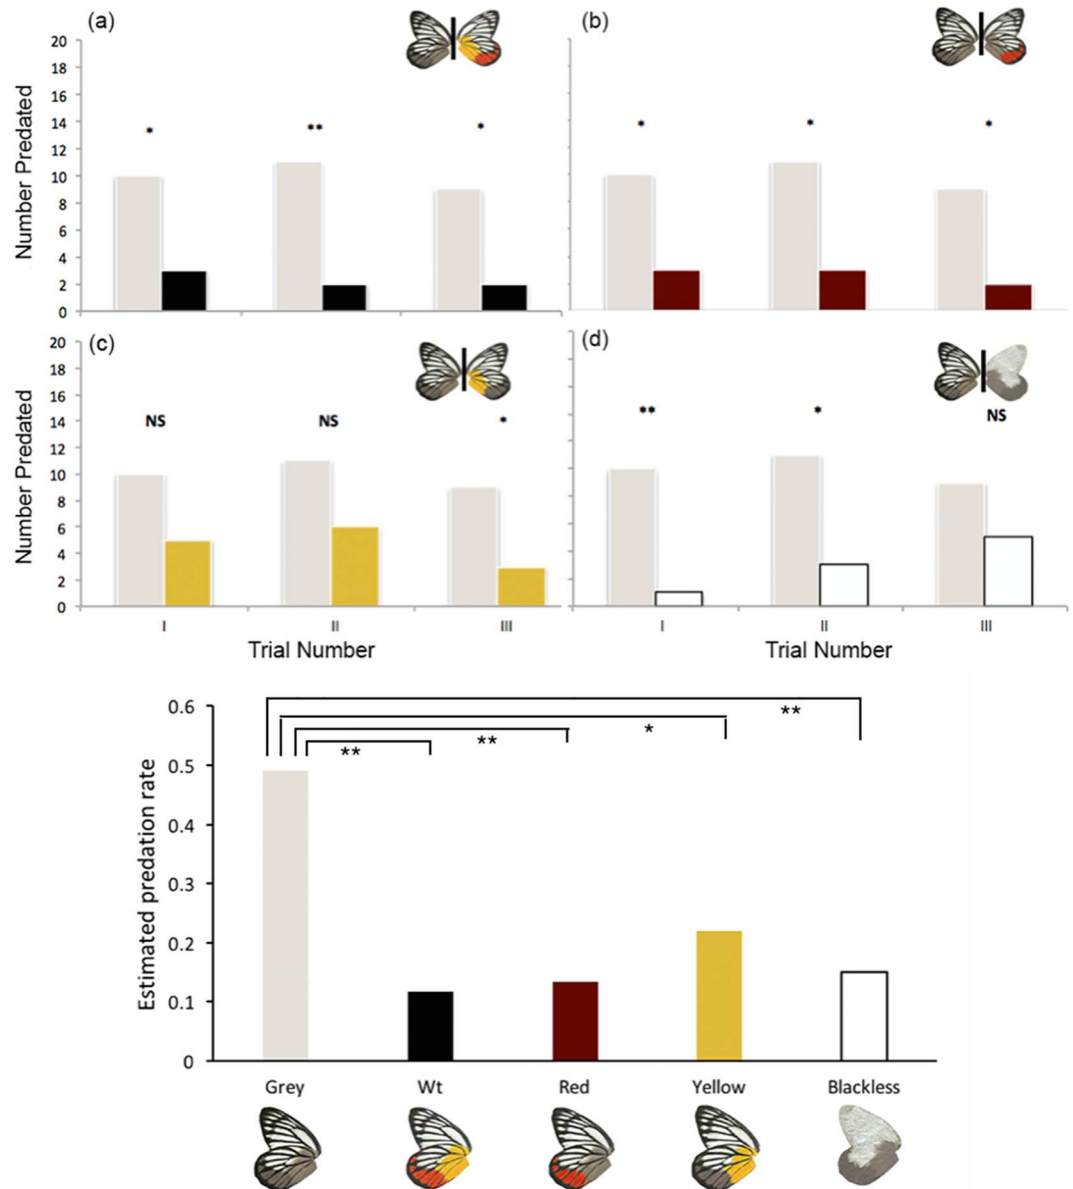 (a)
(b)
20
18
16
14
12
10
8
6
4
2
0
Number Predated
*
**
*
*
*
*
(c)
(d)
20
18
16
14
12
10
8
6
4
2
0
Number Predated
NS
NS
*
**
*
NS
I
II
III
I
II
III
Trial Number
Trial Number
0.6
0.5
0.4
0.3
0.2
0.1
0
Estimated predation rate
**
*
**
**
Grey
Wt
Red
Yellow
Blackless